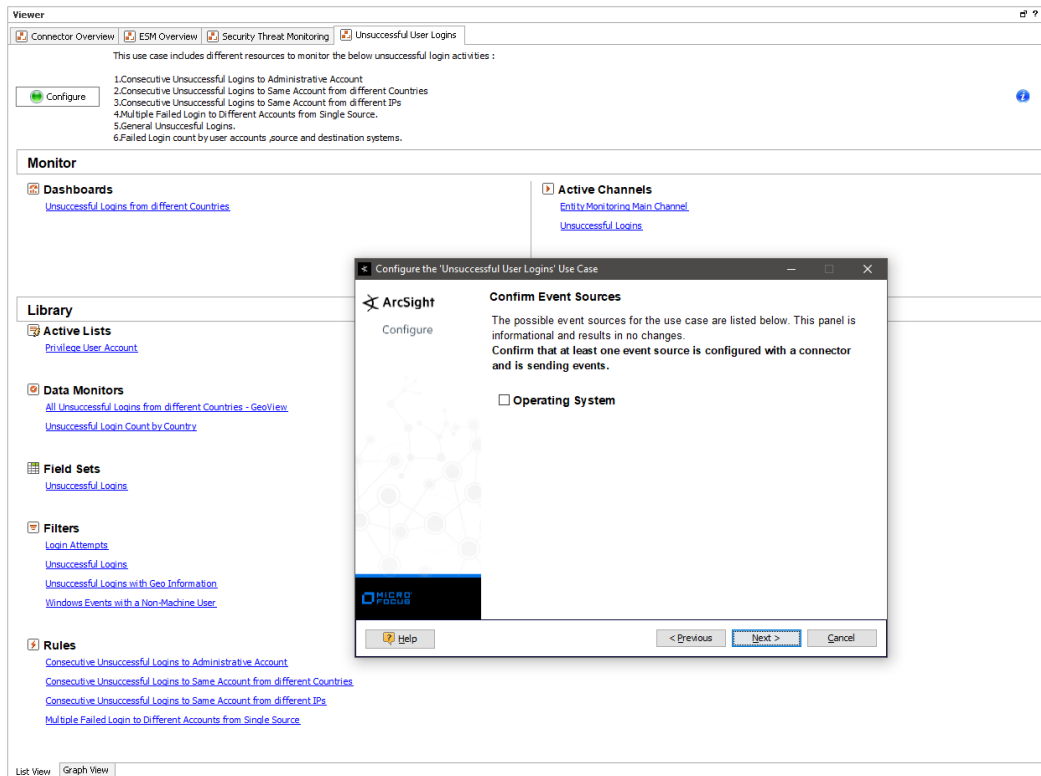 Viewer
Connector Overview
ESM Overview
Security Threat Monitoring
Unsuccessful User Logins
This use case includes different resources to monitor the below unsuccessful login activities :
1.Consecutive Unsuccessful Logins to Administrative Account
2.Consecutive Unsuccessful Logins to Same Account from different Countries
3.Consecutive Unsuccessful Logins to Same Account from different IPs
4.Multiple Failed Login to Different Accounts from Single Source.
5.General Unsuccesful Logins.
6.Failed Login count by user accounts ,source and destination systems.
Configure
Monitor
Dashboards
Unsuccessful Logins from different Countries
Active Channels
Entity Monitoring Main Channel
Unsuccessful Logins
Library
Active Lists
Privilege User Account
Data Monitors
All Unsuccessful Logins from different Countries - GeoView
Unsuccessful Login Count by Country
Field Sets
Unsuccessful Logins
Filters
Login Attempts
Unsuccessful Logins
Unsuccessful Logins with Geo Information
Windows Events with a Non-Machine User
Rules
Consecutive Unsuccessful Logins to Administrative Account
Consecutive Unsuccessful Logins to Same Account from different Countries
Consecutive Unsuccessful Logins to Same Account from different IPs
Multiple Failed Login to Different Accounts from Single Source
Configure the 'Unsuccessful User Logins' Use Case
ArcSight
Configure
Confirm Event Sources
The possible event sources for the use case are listed below. This panel is
informational and results in no changes.
Confirm that at least one event source is configured with a connector
and is sending events.
Operating System
MICRO
FOCUS
Help
< Previous
Next >
Cancel
List View
Graph View